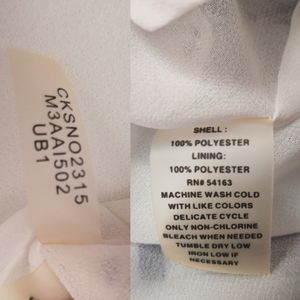 CKSNO2315
M3AAI502
UB1
SHELL :
100% POLYESTER
LINING:
100% POLYESTER
RN# 54163
MACHINE WASH COLD
WITH LIKE COLORS
DELICATE CYCLE
ONLY NON-CHLORINE
BLEACH WHEN NEEDED
TUMBLE DRY LOW
IRON LOW IF
NECESSARY